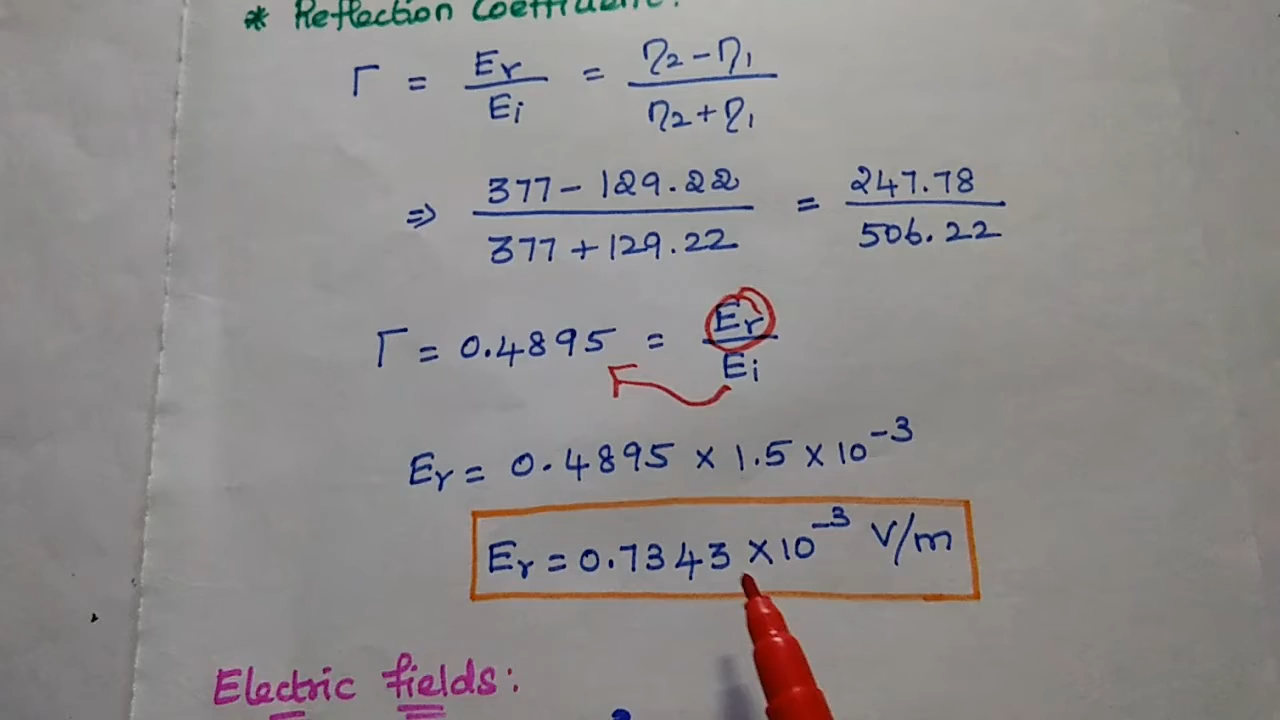 * Reflection Coefficient:
Γ = Er/Ei = η2 - η1/η2 + η1
⇒ 377 - 129.22/377 + 129.22 = 247.78/506.22
Γ = 0.4895 = Er/Ei
Er = 0.4895 × 1.5 × 10^-3
Er = 0.7343 × 10^-3 V/m
Electric fields: